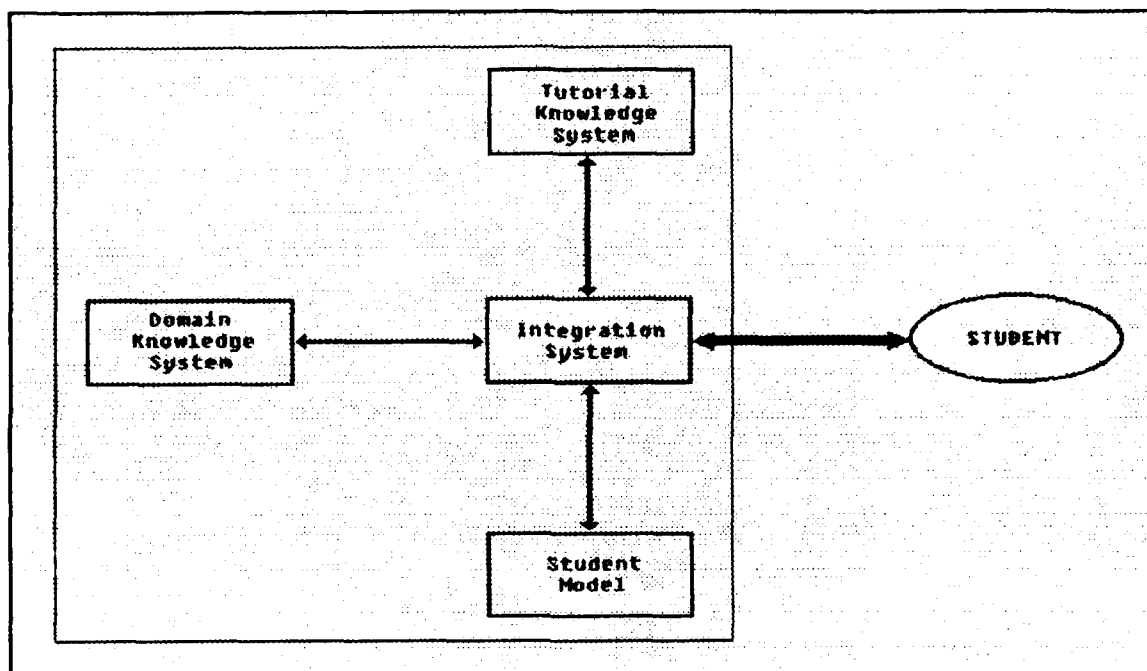 Tutorial
Knowledge
System
Domain
Knowledge
System
Integration
System
STUDENT
Student
Model